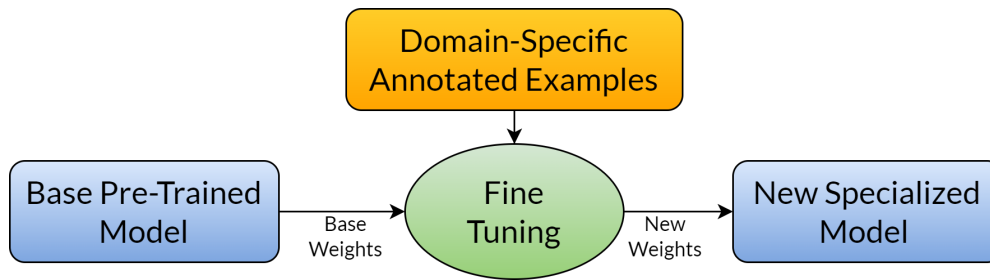 Domain-Specific
Annotated Examples
Base Pre-Trained
Model
Base
Weights
Fine
Tuning
New
Weights
New Specialized
Model